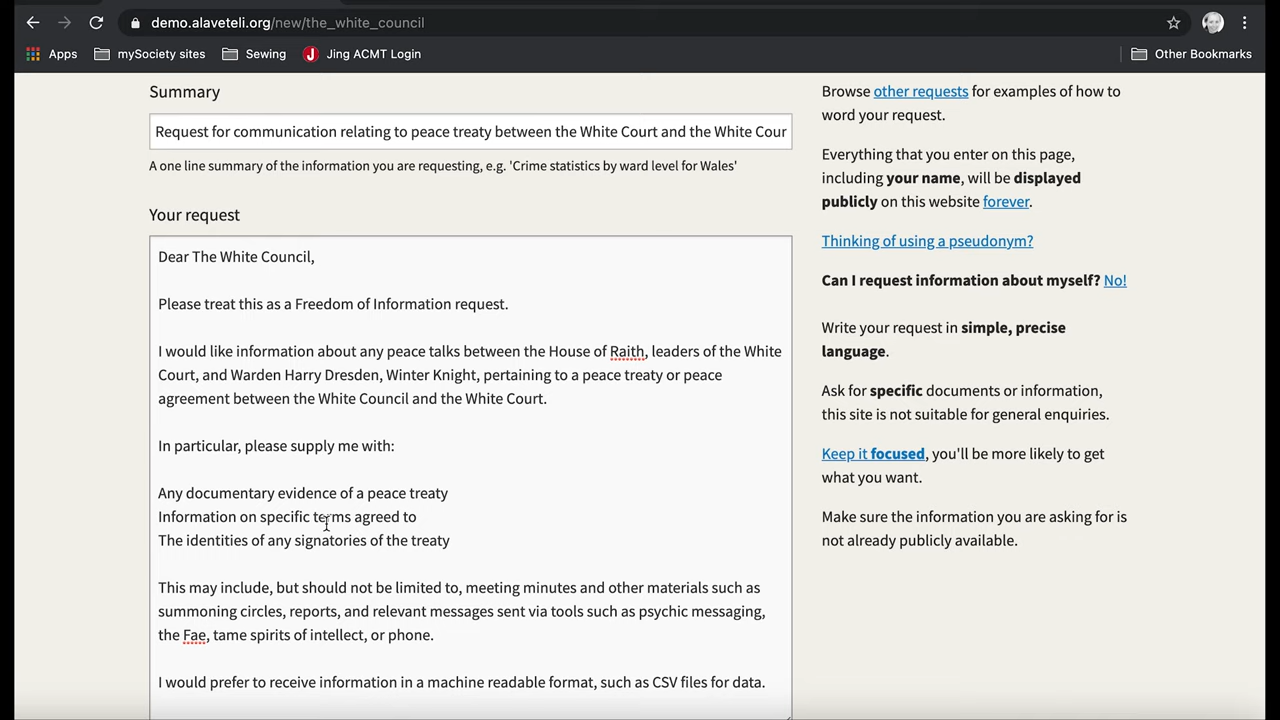 demo.alaveteli.org/new/the_white_council
Apps
mySociety sites
Sewing
Jing ACMT Login
Other Bookmarks
Summary
Request for communication relating to peace treaty between the White Court and the White Cour
A one line summary of the information you are requesting, e.g. 'Crime statistics by ward level for Wales'
Your request
Dear The White Council,
Please treat this as a Freedom of Information request.
I would like information about any peace talks between the House of Raith, leaders of the White
Court, and Warden Harry Dresden, Winter Knight, pertaining to a peace treaty or peace
agreement between the White Council and the White Court.
In particular, please supply me with:
Any documentary evidence of a peace treaty
Information on specific terms agreed to
The identities of any signatories of the treaty
This may include, but should not be limited to, meeting minutes and other materials such as
summoning circles, reports, and relevant messages sent via tools such as psychic messaging,
the Fae, tame spirits of intellect, or phone.
I would prefer to receive information in a machine readable format, such as CSV files for data.
Browse other requests for examples of how to
word your request.
Everything that you enter on this page,
including your name, will be displayed
publicly on this website forever.
Thinking of using a pseudonym?
Can I request information about myself? No!
Write your request in simple, precise
language.
Ask for specific documents or information,
this site is not suitable for general enquiries.
Keep it focused, you'll be more likely to get
what you want.
Make sure the information you are asking for is
not already publicly available.